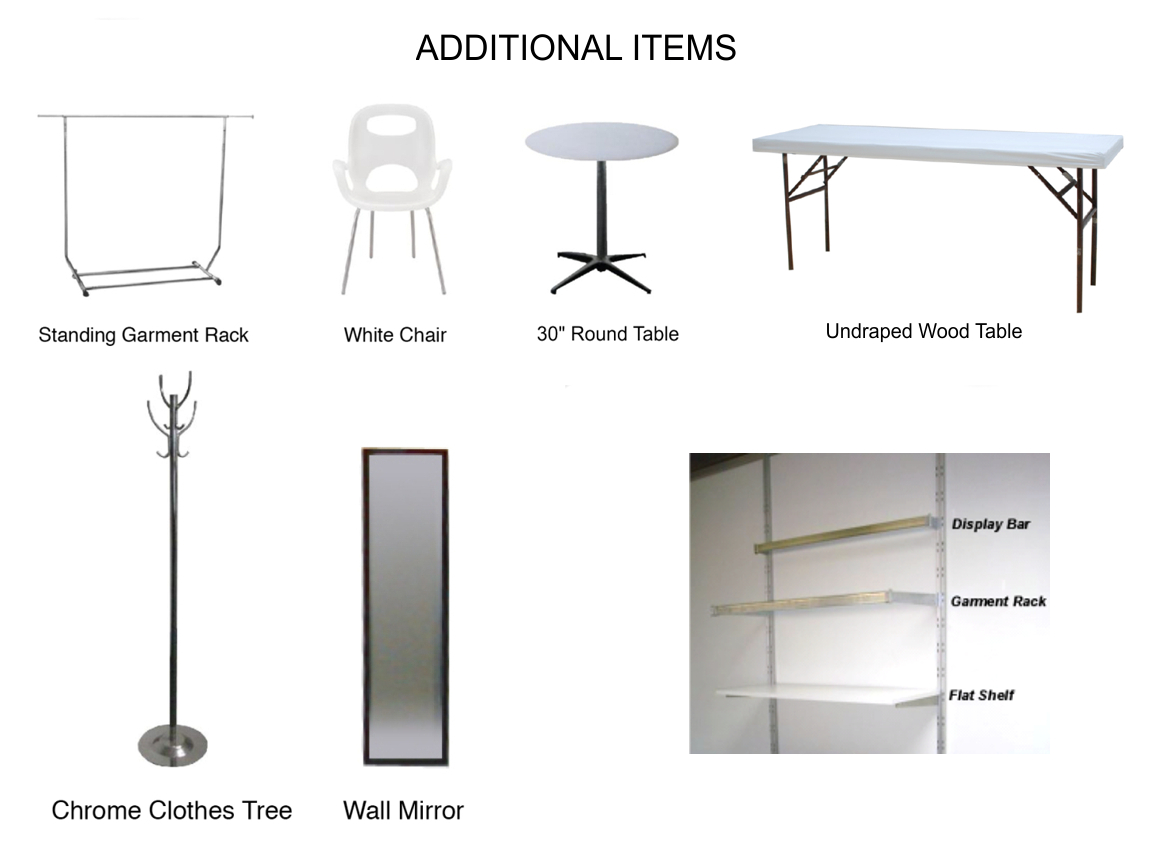 ADDITIONAL ITEMS
Standing Garment Rack
White Chair
30" Round Table
Undraped Wood Table
Display Bar
Garment Rack
Flat Shelf
Chrome Clothes Tree
Wall Mirror